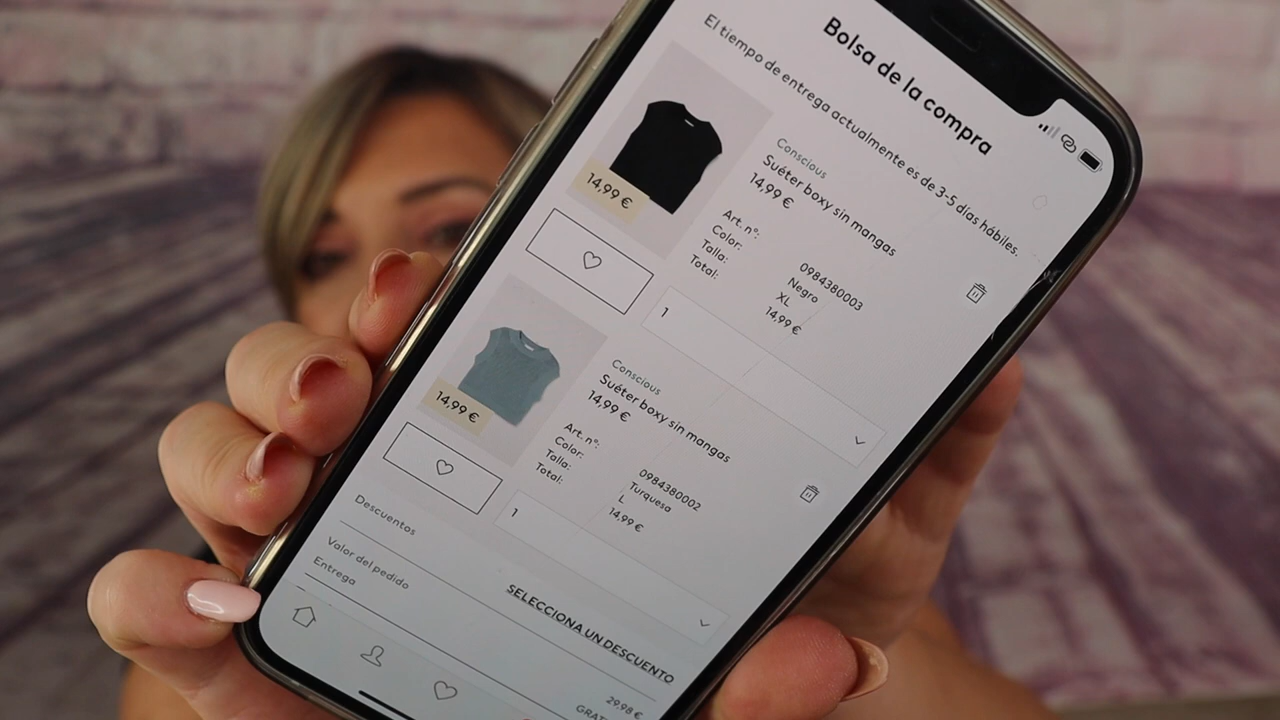 Bolsa de la compra
El tiempo de entrega actualmente es de 3-5 días hábiles.
14,99 €
Conscious
Suéter boxy sin mangas
14,99 €
Art. nº: 0984380003
Color: Negro
Talla: XL
Total: 14,99 €
1
14,99 €
Conscious
Suéter boxy sin mangas
14,99 €
Art. nº: 0984380002
Color: Turquesa
Talla: L
Total: 14,99 €
1
Descuentos SELECCIONA UN DESCUENTO
Valor del pedido 29,98 €
Entrega GRAT